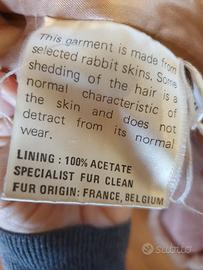 This garment is made from
selected rabbit skins. Some
shedding of the hair is a
normal characteristic of
the skin and does not
detract from its normal
wear.
LINING : 100% ACETATE
SPECIALIST FUR CLEAN
FUR ORIGIN: FRANCE, BELGIUM
SUBITO